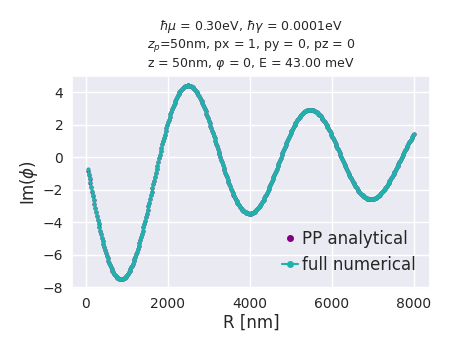 ℏμ = 0.30eV, ℏγ = 0.0001eV
z_p=50nm, px = 1, py = 0, pz = 0
z = 50nm, φ = 0, E = 43.00 meV
4
2
0
−2
−4
−6
−8
Im(ϕ)
PP analytical
full numerical
0 2000 4000 6000 8000
R [nm]